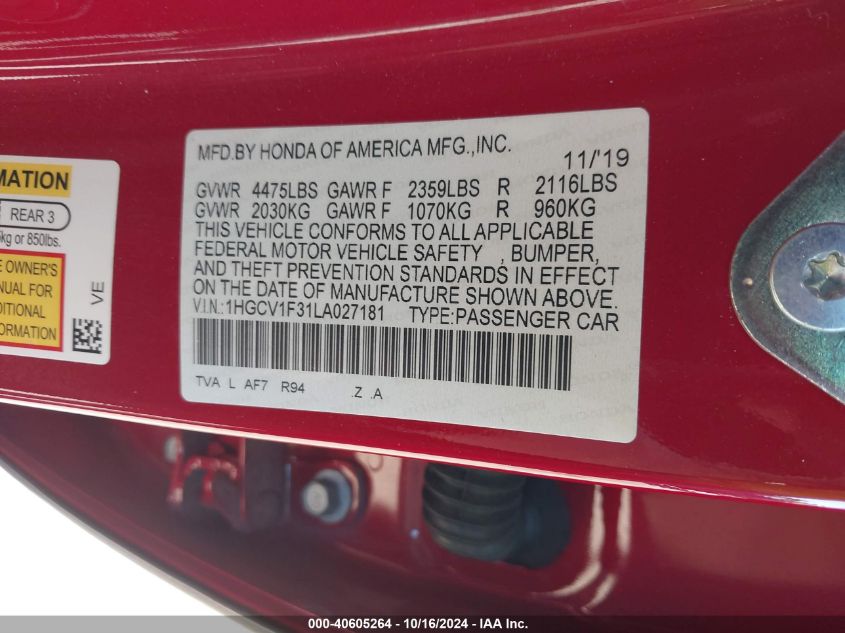 MFD.BY HONDA OF AMERICA MFG.,INC. 11/'19
GVWR 4475LBS GAWR F 2359LBS R 2116LBS
GVWR 2030KG GAWR F 1070KG R 960KG
THIS VEHICLE CONFORMS TO ALL APPLICABLE
FEDERAL MOTOR VEHICLE SAFETY , BUMPER,
AND THEFT PREVENTION STANDARDS IN EFFECT
ON THE DATE OF MANUFACTURE SHOWN ABOVE.
V.I.N.:1HGCV1F31LA027181 TYPE:PASSENGER CAR
TVA L AF7 R94 .Z .A
MATION
REAR 3
kg or 850lbs.
E OWNER'S
NUAL FOR
DITIONAL
FORMATION
VE
000-40605264 - 10/16/2024 - IAA Inc.